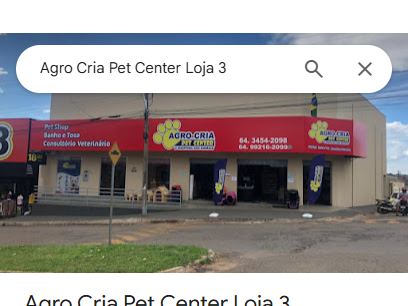 Agro Cria Pet Center Loja 3
Pet Shop
Banho e Tosa
Consultório Veterinário
AGRO-CRIA
PET CENTER
64, 3454-2098
64, 99216-2099
AGRO-CRIA
PET CENTER
Agro Cria Pet Center Loja 3